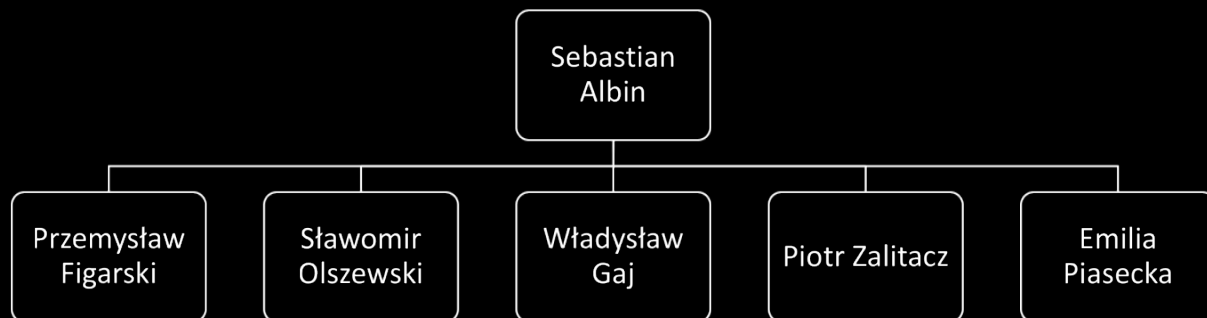 Sebastian
Albin
Przemysław
Figarski
Sławomir
Olszewski
Władysław
Gaj
Piotr Zalitacz
Emilia
Piasecka